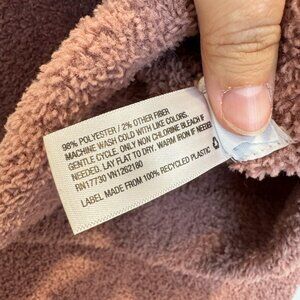 98% POLYESTER / 2% OTHER FIBER
MACHINE WASH COLD WITH LIKE COLORS.
GENTLE CYCLE. ONLY NON CHLORINE BLEACH IF
NEEDED. LAY FLAT TO DRY. WARM IRON IF NEEDED.
RN17730 VN1262180
LABEL MADE FROM 100% RECYCLED PLASTIC